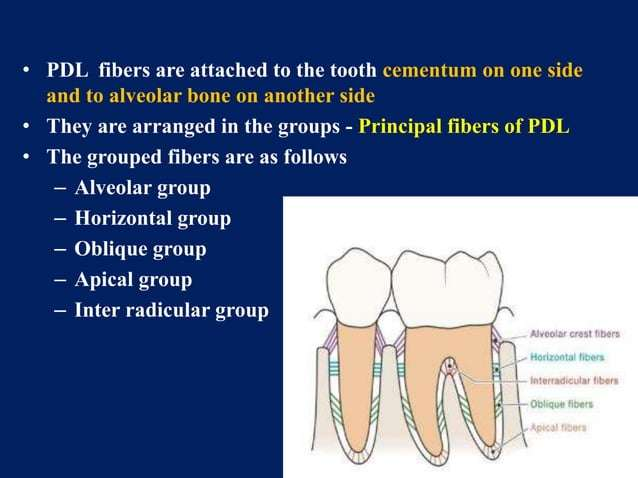 • PDL fibers are attached to the tooth cementum on one side
and to alveolar bone on another side
• They are arranged in the groups - Principal fibers of PDL
• The grouped fibers are as follows
– Alveolar group
– Horizontal group
– Oblique group
– Apical group
– Inter radicular group
Alveolar crest fibers
Horizontal fibers
Interradicular fibers
Oblique fibers
Apical fibers